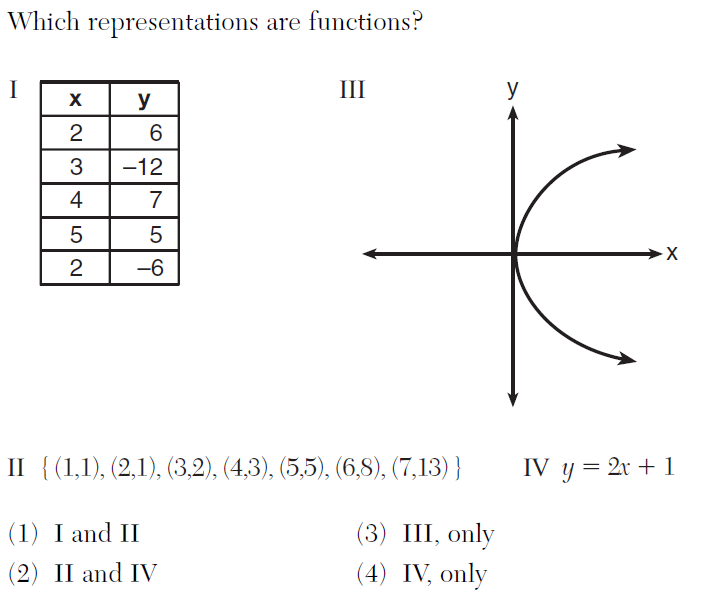 Which representations are functions?
I
x y
2 6
3 –12
4 7
5 5
2 –6
III
y
x
II { (1,1), (2,1), (3,2), (4,3), (5,5), (6,8), (7,13) }
IV y = 2x + 1
(1) I and II
(2) II and IV
(3) III, only
(4) IV, only